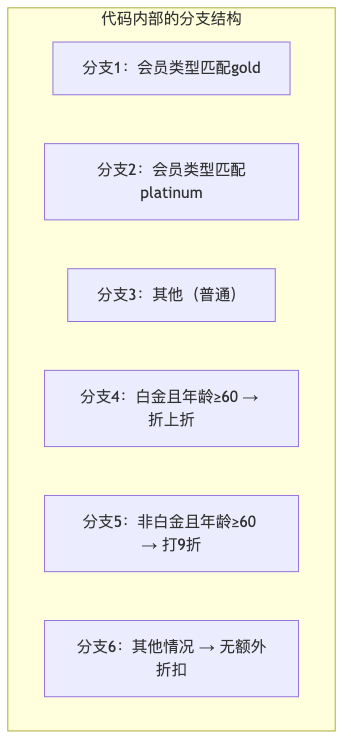 代码内部的分支结构
分支1：会员类型匹配gold
分支2：会员类型匹配
platinum
分支3：其他（普通）
分支4：白金且年龄≥60 →
折上折
分支5：非白金且年龄≥60
→ 打9折
分支6：其他情况 → 无额外
折扣